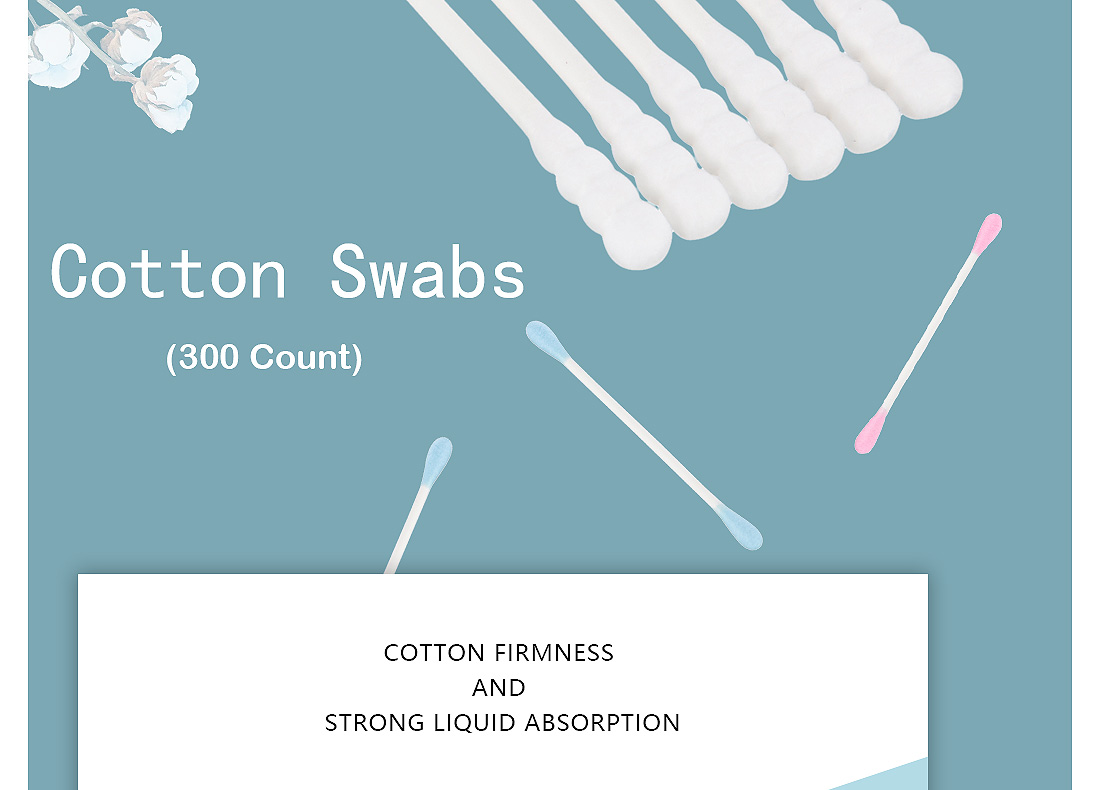 Cotton Swabs
(300 Count)
COTTON FIRMNESS
AND
STRONG LIQUID ABSORPTION